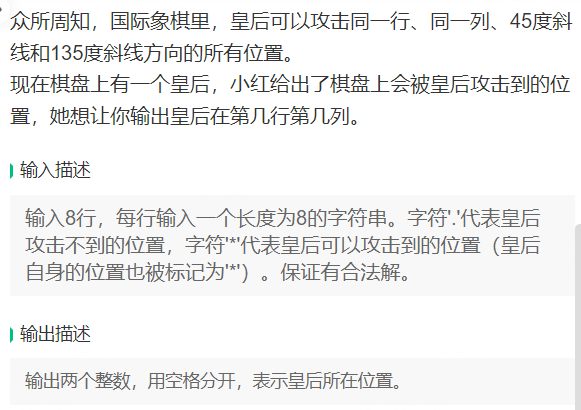 众所周知，国际象棋里，皇后可以攻击同一行、同一列、45度斜
线和135度斜线方向的所有位置。
现在棋盘上有一个皇后，小红给出了棋盘上会被皇后攻击到的位
置，她想让你输出皇后在第几行第几列。
输入描述
输入8行，每行输入一个长度为8的字符串。字符'.'代表皇后
攻击不到的位置，字符'*'代表皇后可以攻击到的位置（皇后
自身的位置也被标记为'*'）。保证有合法解。
输出描述
输出两个整数，用空格分开，表示皇后所在位置。